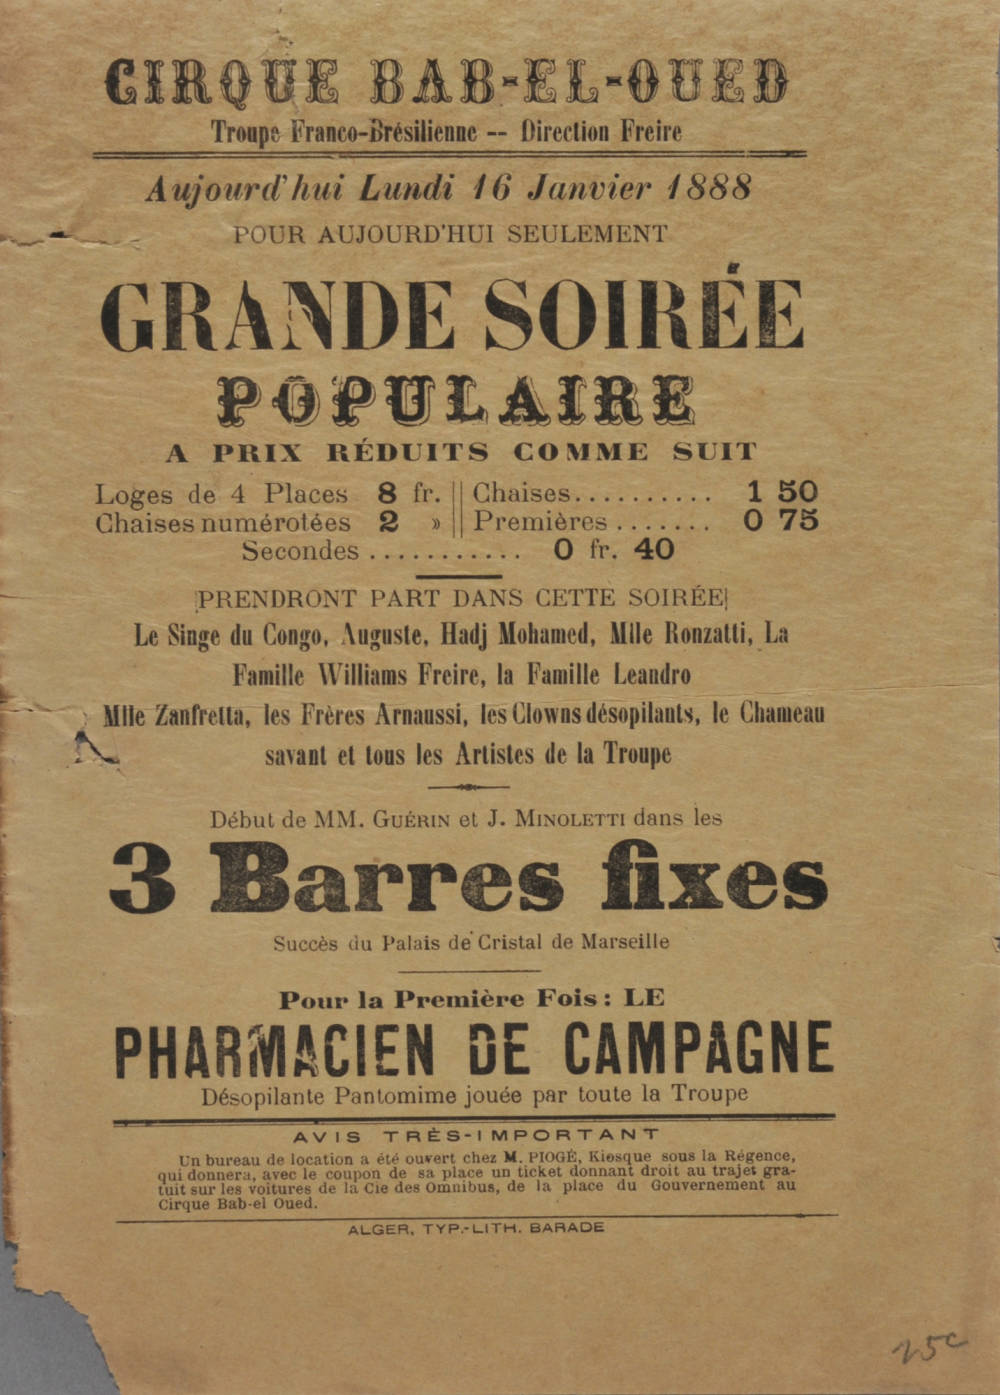 CIRQUE BAB-EL-OUED
Troupe Franco-Brésilienne -- Direction Freire
Aujourd'hui Lundi 16 Janvier 1888
POUR AUJOURD'HUI SEULEMENT
GRANDE SOIRÉE
POPULAIRE
A PRIX RÉDUITS COMME SUIT
Loges de 4 Places 8 fr. || Chaises.......... 1 50
Chaises numérotées 2 » || Premières ....... 0 75
Secondes ........... 0 fr. 40
PRENDRONT PART DANS CETTE SOIRÉE
Le Singe du Congo, Auguste, Hadj Mohamed, Mlle Ronzatti, La
Famille Williams Freire, la Famille Leandro
Mlle Zanfretta, les Frères Arnaussi, les Clowns désopilants, le Chameau
savant et tous les Artistes de la Troupe
Début de MM. GUÉRIN et J. MINOLETTI dans les
3 Barres fixes
Succès du Palais de Cristal de Marseille
Pour la Première Fois : LE
PHARMACIEN DE CAMPAGNE
Désopilante Pantomime jouée par toute la Troupe
AVIS TRÈS-IMPORTANT
Un bureau de location a été ouvert chez M. PIOGÉ, Kiosque sous la Régence,
qui donnera, avec le coupon de sa place un ticket donnant droit au trajet gra-
tuit sur les voitures de la Cie des Omnibus, de la place du Gouvernement au
Cirque Bab-el Oued.
ALGER, TYP.-LITH. BARADE
25c